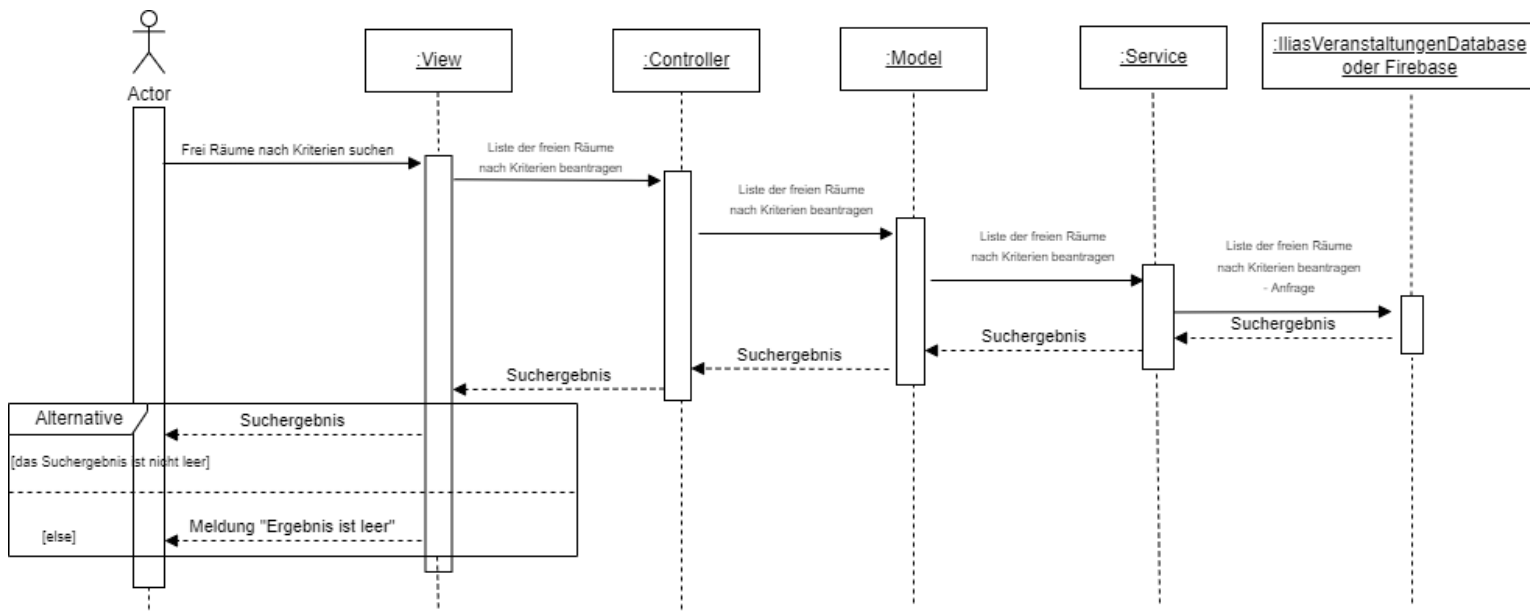 :View
:Controller
:Model
:Service
:IliasVeranstaltungenDatabase
oder Firebase
Actor
Frei Räume nach Kriterien suchen
Liste der freien Räume
nach Kriterien beantragen
Liste der freien Räume
nach Kriterien beantragen
Liste der freien Räume
nach Kriterien beantragen
Liste der freien Räume
nach Kriterien beantragen
- Anfrage
Suchergebnis
Suchergebnis
Suchergebnis
Suchergebnis
Alternative
Suchergebnis
[das Suchergebnis ist nicht leer]
Meldung "Ergebnis ist leer"
[else]